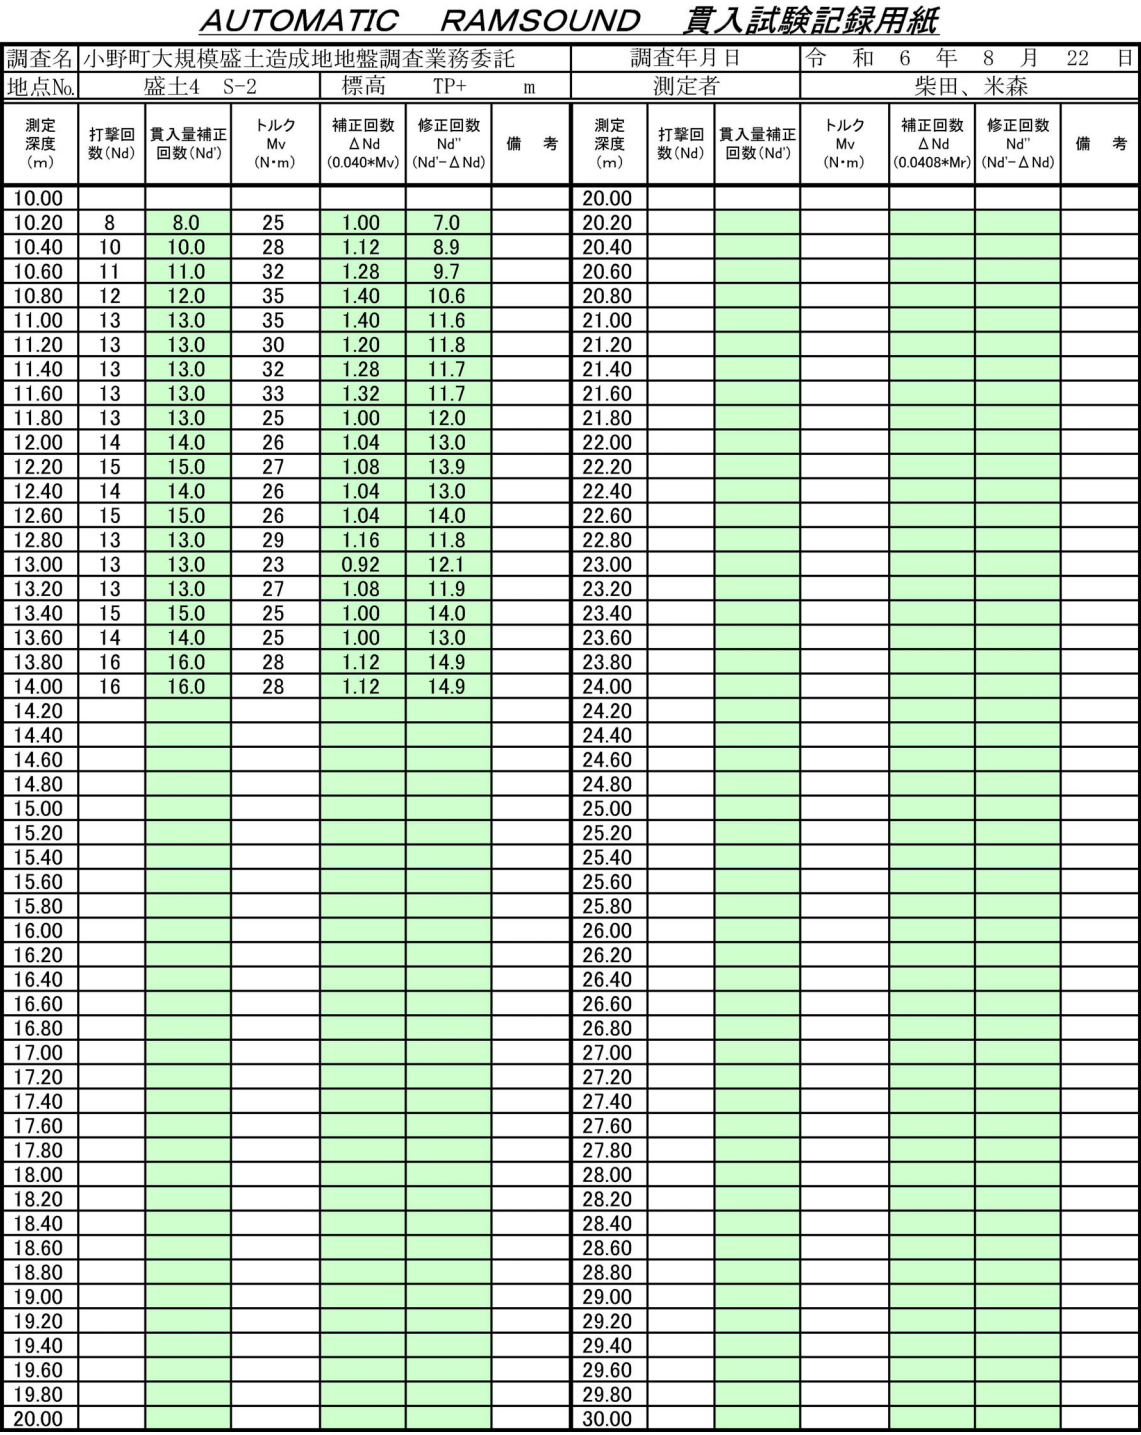 AUTOMATIC RAMSOUND 貫入試験記録用紙
調査名 小野町大規模盛土造成地地盤調査業務委託 調査年月日 令 和 6 年 8 月 22 日
地点№ 盛土4 S-2 標高 TP+ m 測定者 柴田、米森
測定深度(m) 打撃回数(Nd) 貫入量補正回数(Nd') トルクMv(N・m) 補正回数ΔNd(0.040*Mv) 修正回数Nd''(Nd'-ΔNd) 備 考 測定深度(m) 打撃回数(Nd) 貫入量補正回数(Nd') トルクMv(N・m) 補正回数ΔNd(0.0408*Mr) 修正回数Nd''(Nd'-ΔNd) 備 考
10.00 20.00
10.20 8 8.0 25 1.00 7.0 20.20
10.40 10 10.0 28 1.12 8.9 20.40
10.60 11 11.0 32 1.28 9.7 20.60
10.80 12 12.0 35 1.40 10.6 20.80
11.00 13 13.0 35 1.40 11.6 21.00
11.20 13 13.0 30 1.20 11.8 21.20
11.40 13 13.0 32 1.28 11.7 21.40
11.60 13 13.0 33 1.32 11.7 21.60
11.80 13 13.0 25 1.00 12.0 21.80
12.00 14 14.0 26 1.04 13.0 22.00
12.20 15 15.0 27 1.08 13.9 22.20
12.40 14 14.0 26 1.04 13.0 22.40
12.60 15 15.0 26 1.04 14.0 22.60
12.80 13 13.0 29 1.16 11.8 22.80
13.00 13 13.0 23 0.92 12.1 23.00
13.20 13 13.0 27 1.08 11.9 23.20
13.40 15 15.0 25 1.00 14.0 23.40
13.60 14 14.0 25 1.00 13.0 23.60
13.80 16 16.0 28 1.12 14.9 23.80
14.00 16 16.0 28 1.12 14.9 24.00
14.20 24.20
14.40 24.40
14.60 24.60
14.80 24.80
15.00 25.00
15.20 25.20
15.40 25.40
15.60 25.60
15.80 25.80
16.00 26.00
16.20 26.20
16.40 26.40
16.60 26.60
16.80 26.80
17.00 27.00
17.20 27.20
17.40 27.40
17.60 27.60
17.80 27.80
18.00 28.00
18.20 28.20
18.40 28.40
18.60 28.60
18.80 28.80
19.00 29.00
19.20 29.20
19.40 29.40
19.60 29.60
19.80 29.80
20.00 30.00